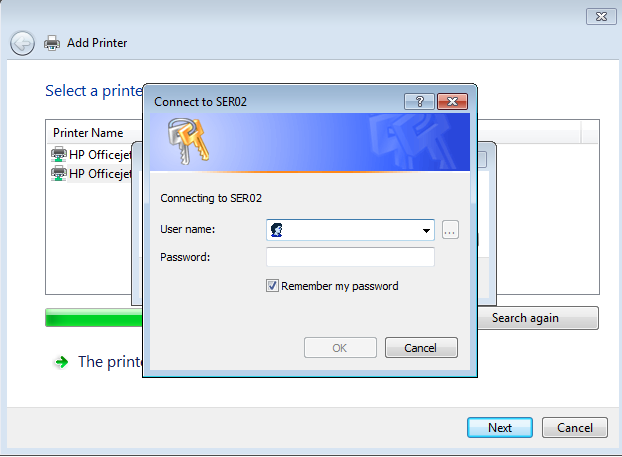 Add Printer
Select a printe
Connect to SER02
?
Printer Name
HP Officejet
HP Officejet
Connecting to SER02
User name:
...
Password:
Remember my password
Search again
OK
Cancel
The printe
Next
Cancel